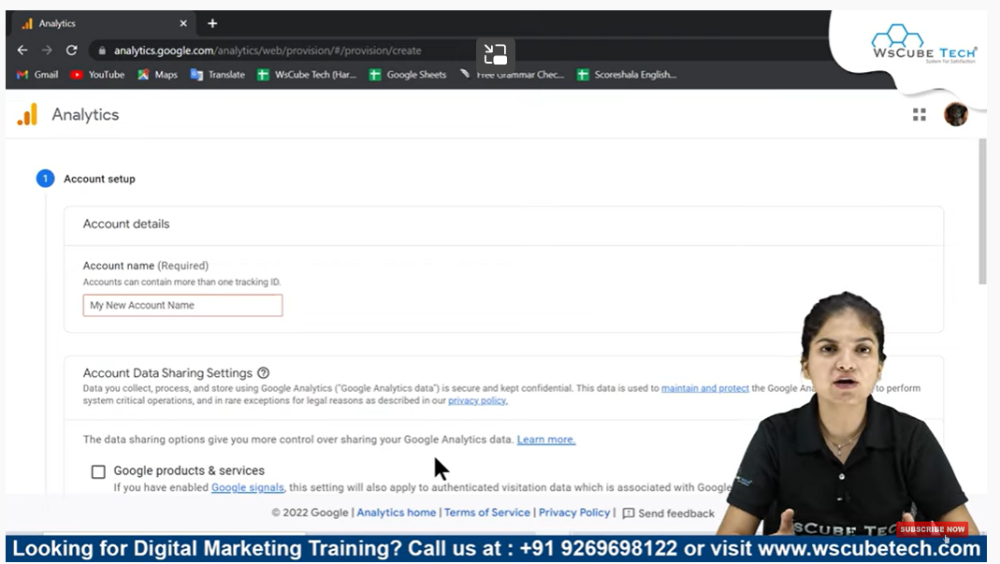 Analytics
analytics.google.com/analytics/web/provision/#/provision/create
WsCube Tech®
System For Satisfaction
Gmail YouTube Maps Translate WsCube Tech (Har... Google Sheets Free Grammar Chec... Scoreshala English...
Analytics
1 Account setup
Account details
Account name (Required)
Accounts can contain more than one tracking ID.
My New Account Name
Account Data Sharing Settings
Data you collect, process, and store using Google Analytics ("Google Analytics data") is secure and kept confidential. This data is used to maintain and protect the Google Ana to perform
system critical operations, and in rare exceptions for legal reasons as described in our privacy policy.
The data sharing options give you more control over sharing your Google Analytics data. Learn more.
Google products & services
If you have enabled Google signals, this setting will also apply to authenticated visitation data which is associated with Google
© 2022 Google | Analytics home | Terms of Service | Privacy Policy | Send feedback
WsCube Tec
SUBSCRIBE NOW
Looking for Digital Marketing Training? Call us at : +91 9269698122 or visit www.wscubetech.com